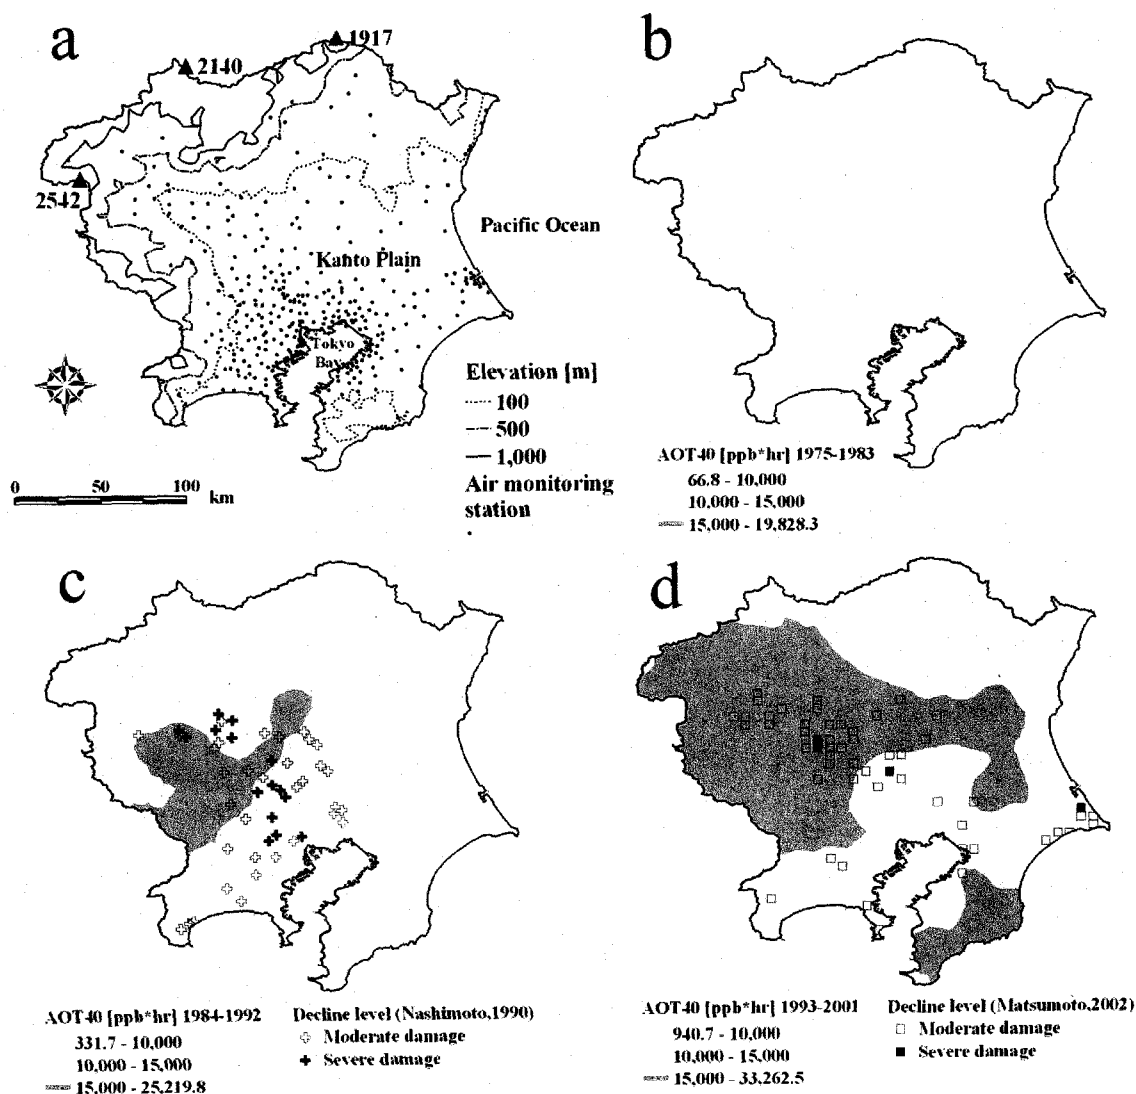 a
1917
2140
2542
Pacific Ocean
Kanto Plain
Tokyo
Bay
Elevation [m]
100
500
1,000
Air monitoring
station
0 50 100
km
b
AOT40 [ppb*hr] 1975-1983
66.8 - 10,000
10,000 - 15,000
15,000 - 19,828.3
c
AOT40 [ppb*hr] 1984-1992
331.7 - 10,000
10,000 - 15,000
15,000 - 25,219.8
Decline level (Nashimoto,1990)
Moderate damage
Severe damage
d
AOT40 [ppb*hr] 1993-2001
940.7 - 10,000
10,000 - 15,000
15,000 - 33,262.5
Decline level (Matsumoto,2002)
Moderate damage
Severe damage